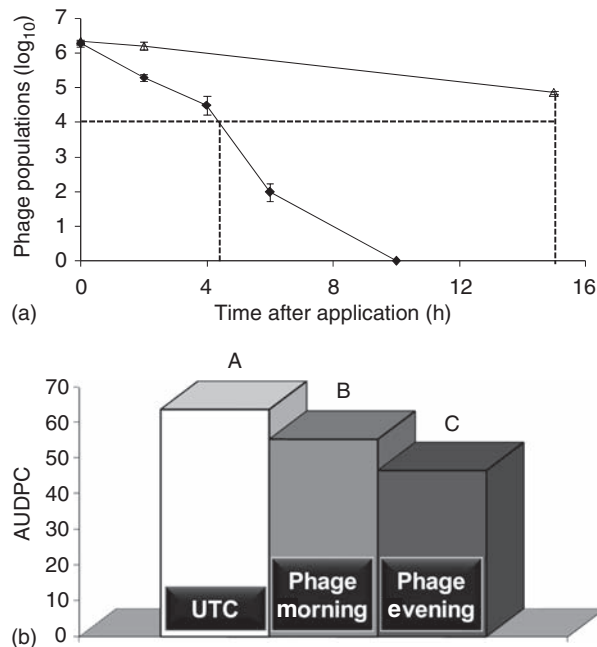 7
6
5
4
3
2
1
0
Phage populations (log₁₀)
0 4 8 12 16
(a) Time after application (h)
A
B
C
70
60
50
40
30
20
10
0
AUDPC
UTC
Phage morning
Phage evening
(b)